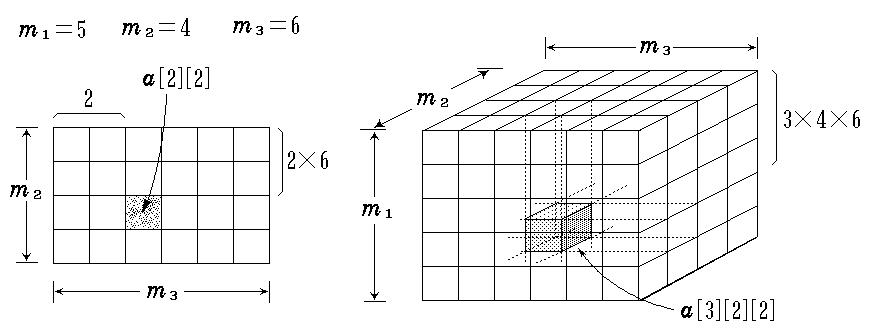 m₁=5 m₂=4 m₃=6
a[2][2]
2
2×6
m₂
m₃
m₃
m₂
3×4×6
m₁
a[3][2][2]